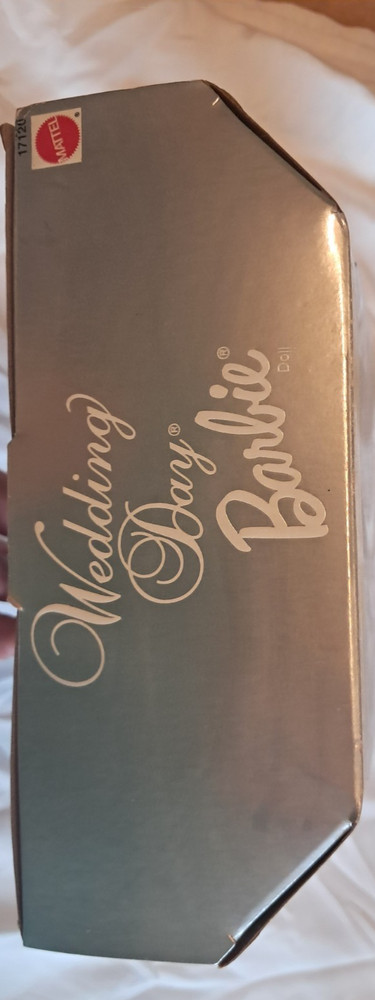 Wedding
Day®
Barbie®
Doll
17120
MATTEL